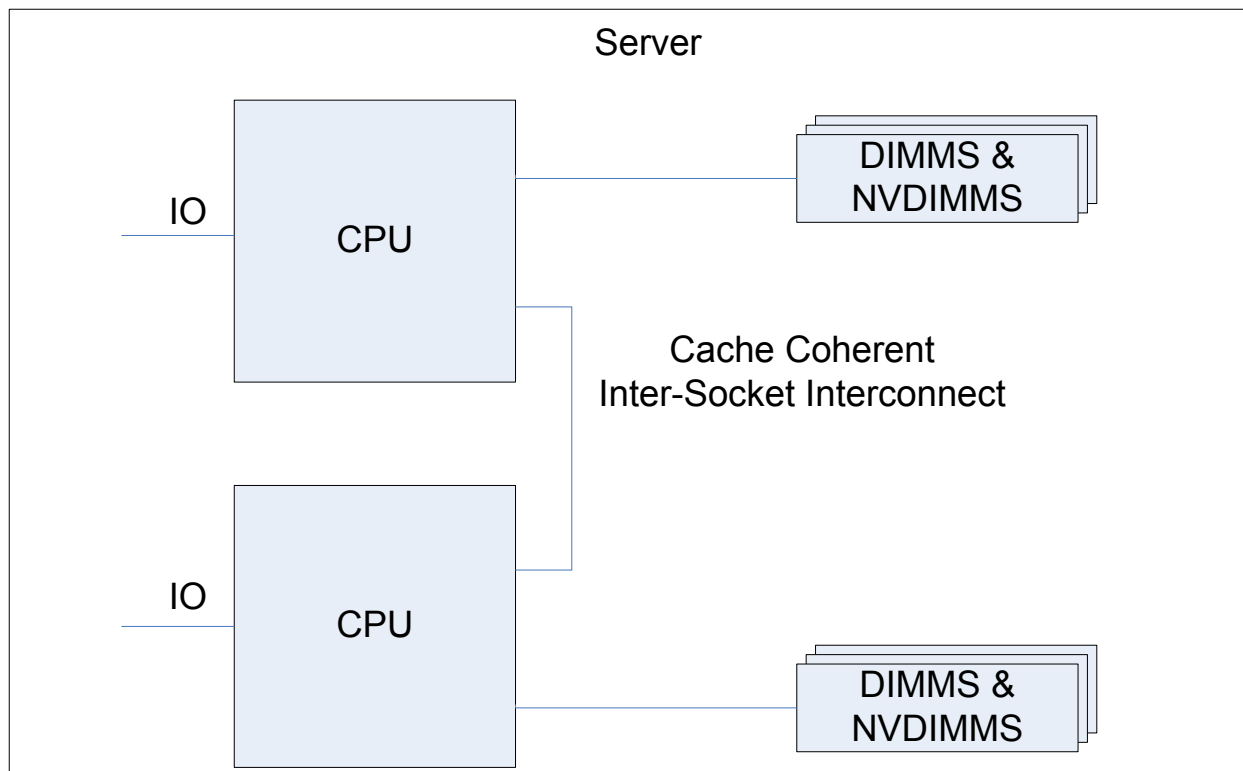 Server
DIMMS &
NVDIMMS
IO
CPU
Cache Coherent
Inter-Socket Interconnect
IO
CPU
DIMMS &
NVDIMMS